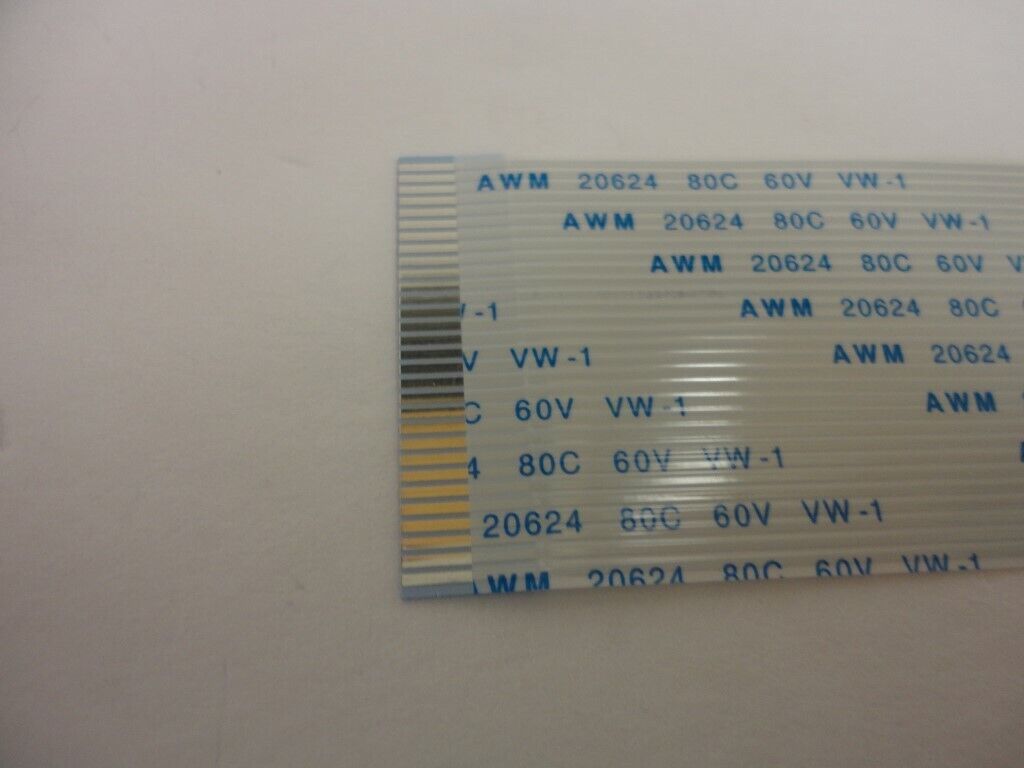 AWM 20624 80C 60V VW-1
AWM 20624 80C 60V VW-1
AWM 20624 80C 60V V
V-1 AWM 20624 80C
V VW-1 AWM 20624
C 60V VW-1 AWM
4 80C 60V VW-1
20624 80C 60V VW-1
AWM 20624 80C 60V VW-1